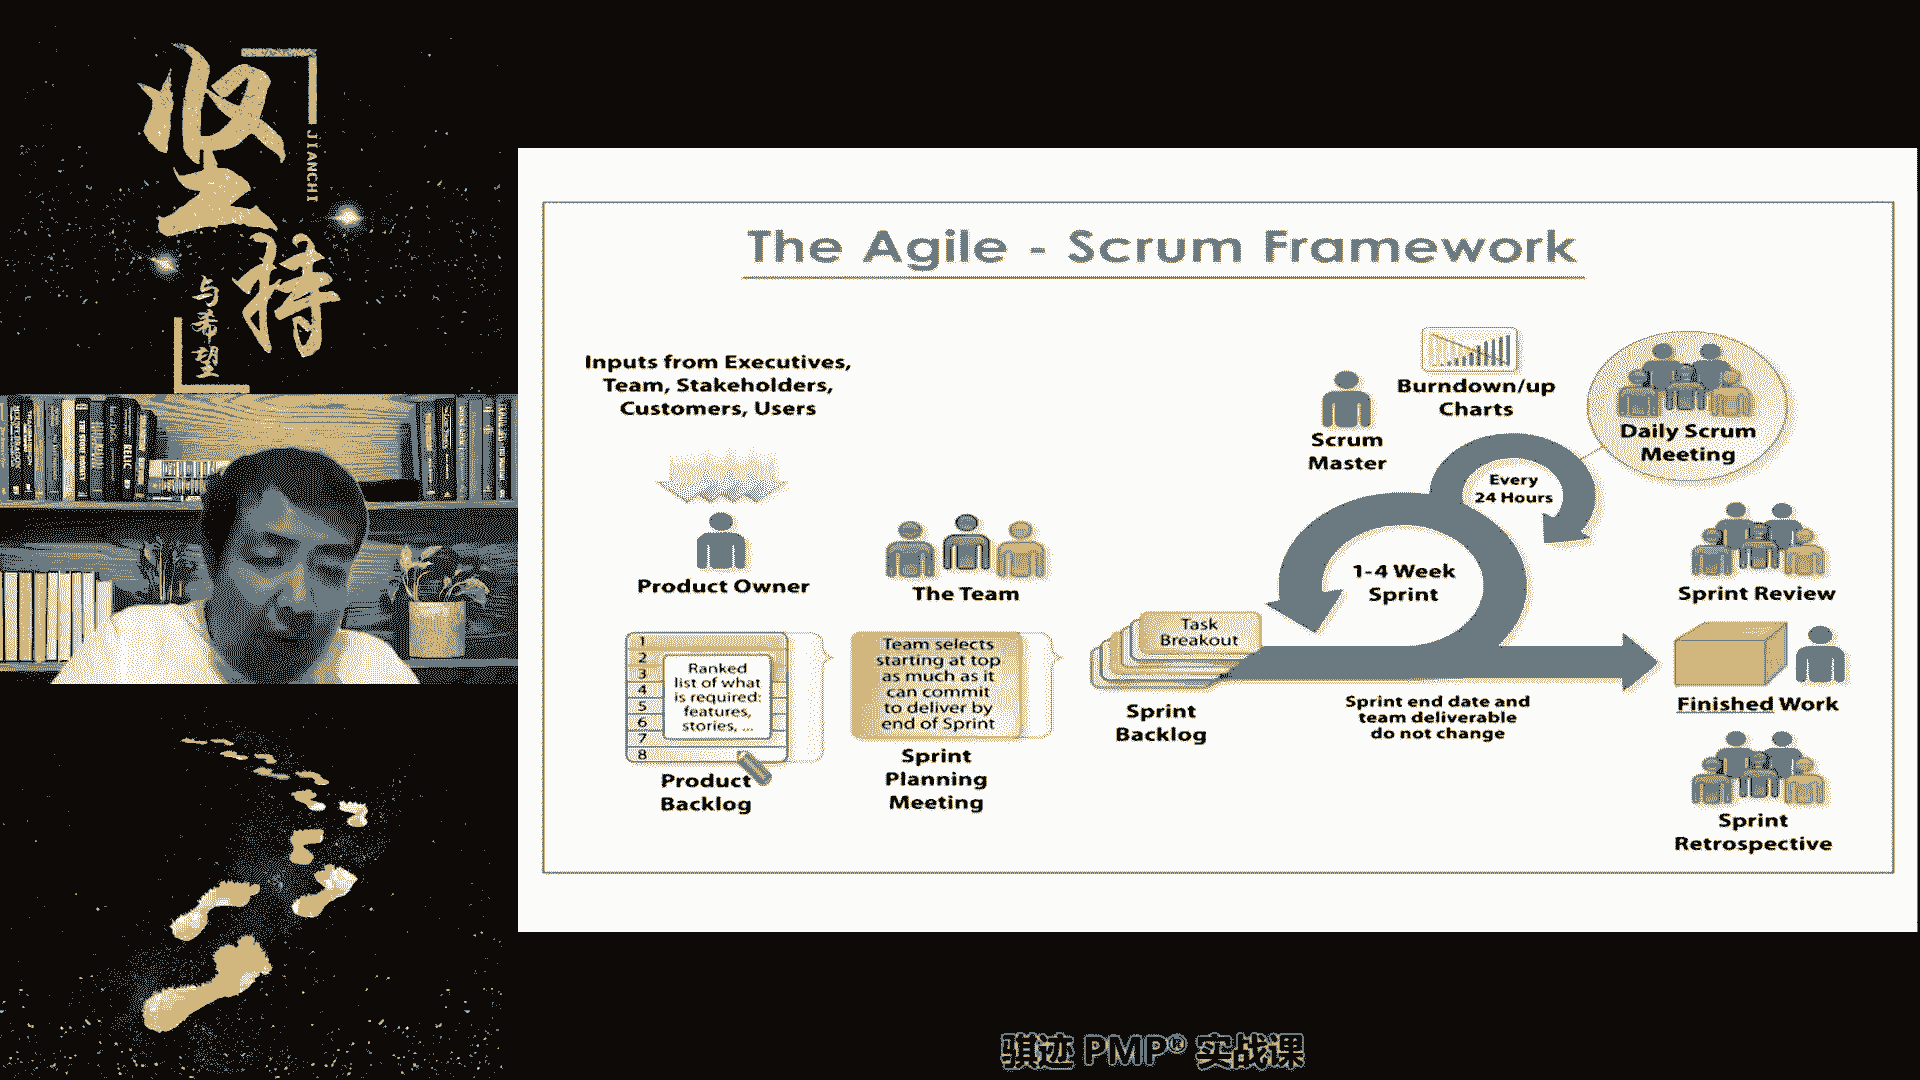 坚持
JIANCHI
与希望
The Agile - Scrum Framework
Inputs from Executives,
Team, Stakeholders,
Customers, Users
Product Owner
The Team
1
2
3
4
5
6
7
8
Ranked
list of what
is required:
features,
stories, ...
Product
Backlog
Team selects
starting at top
as much as it
can commit
to deliver by
end of Sprint
Sprint
Planning
Meeting
Task
Breakout
Sprint
Backlog
Scrum
Master
Burndown/up
Charts
Every
24 Hours
1-4 Week
Sprint
Sprint end date and
team deliverable
do not change
Daily Scrum
Meeting
Sprint Review
Finished Work
Sprint
Retrospective
骐迹 PMP® 实战课